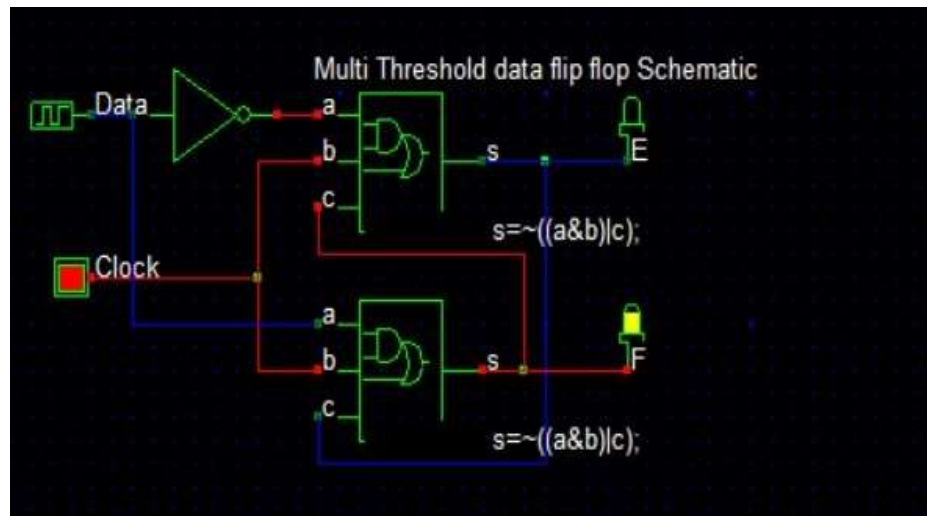 Multi Threshold data flip flop Schematic
Data
a
b
s
E
c
s=~((a&b)|c);
Clock
a
b
s
F
c
s=~((a&b)|c);